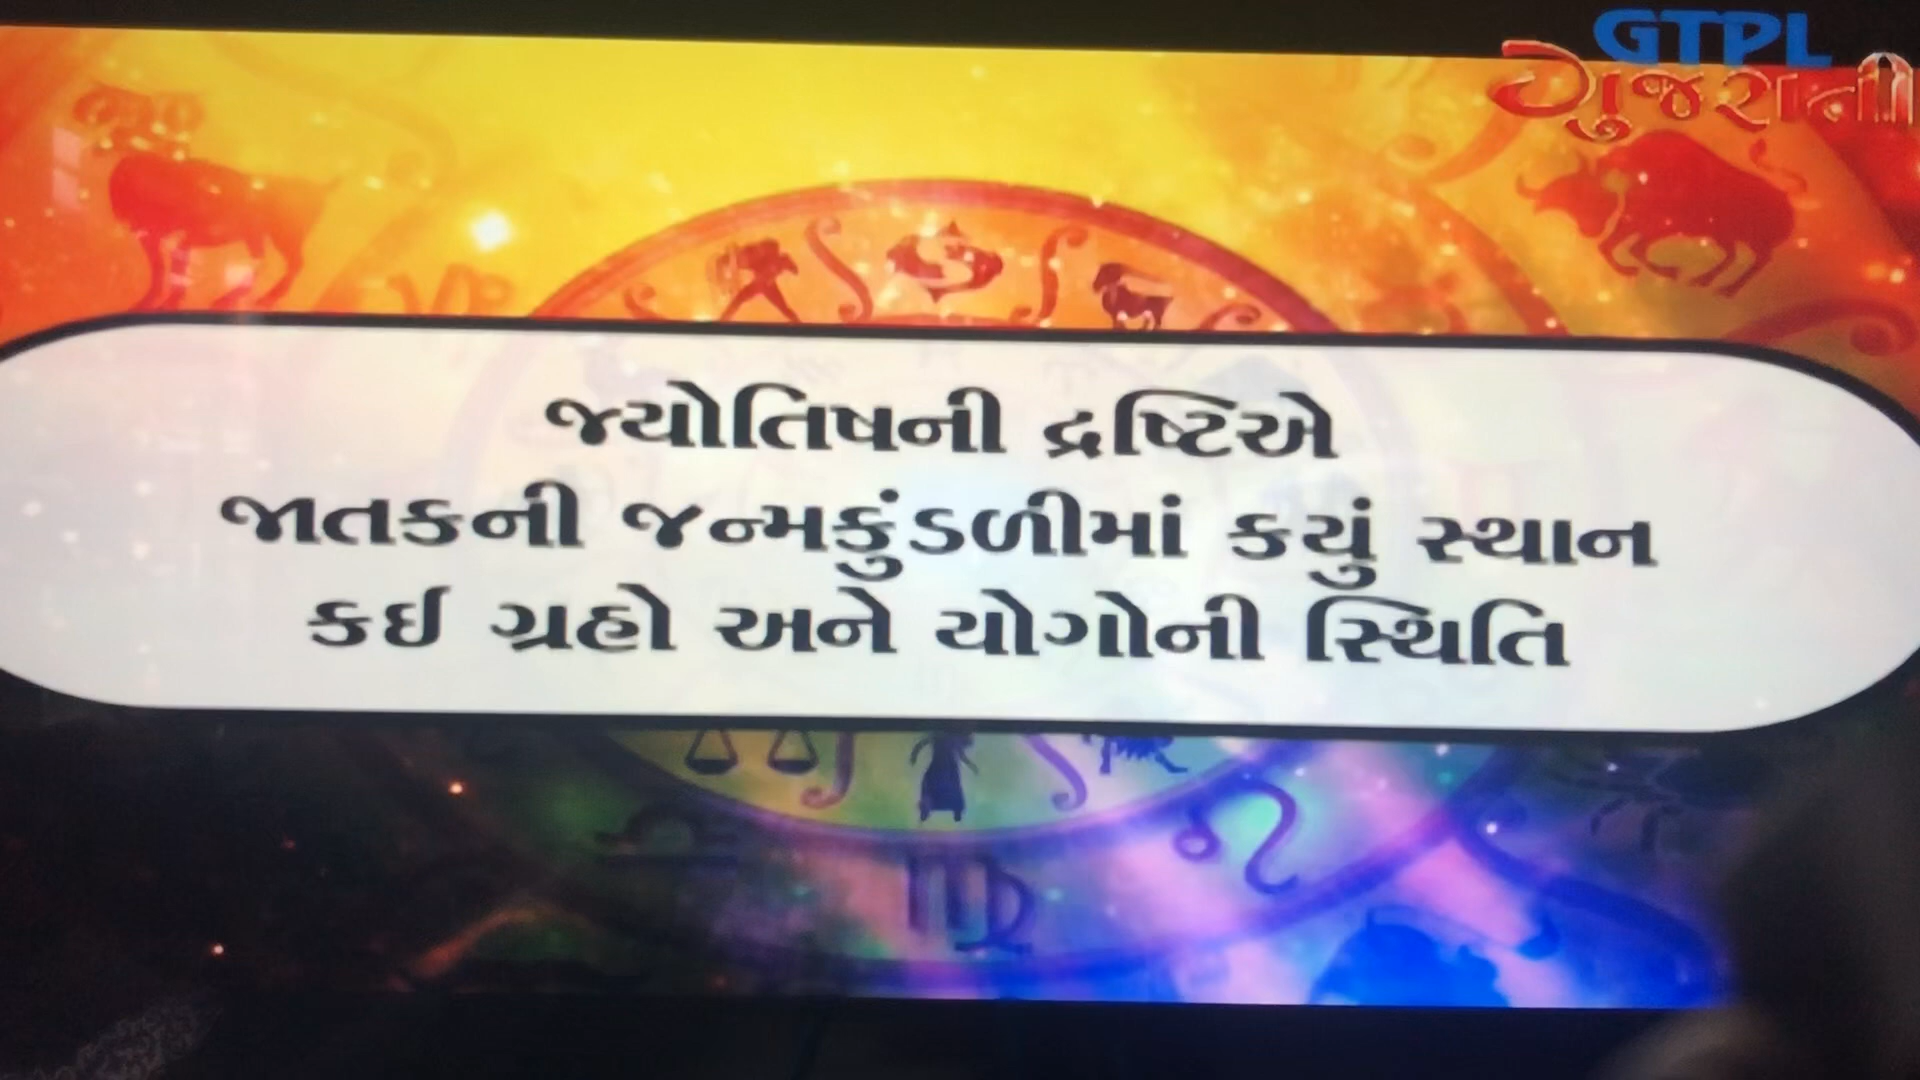 GTPL
ગુજરાતી
જ્યોતિષની દ્રષ્ટિએ
જાતકની જન્મકુંડળીમાં કયું સ્થાન
કઈ ગ્રહો અને યોગોની સ્થિતિ